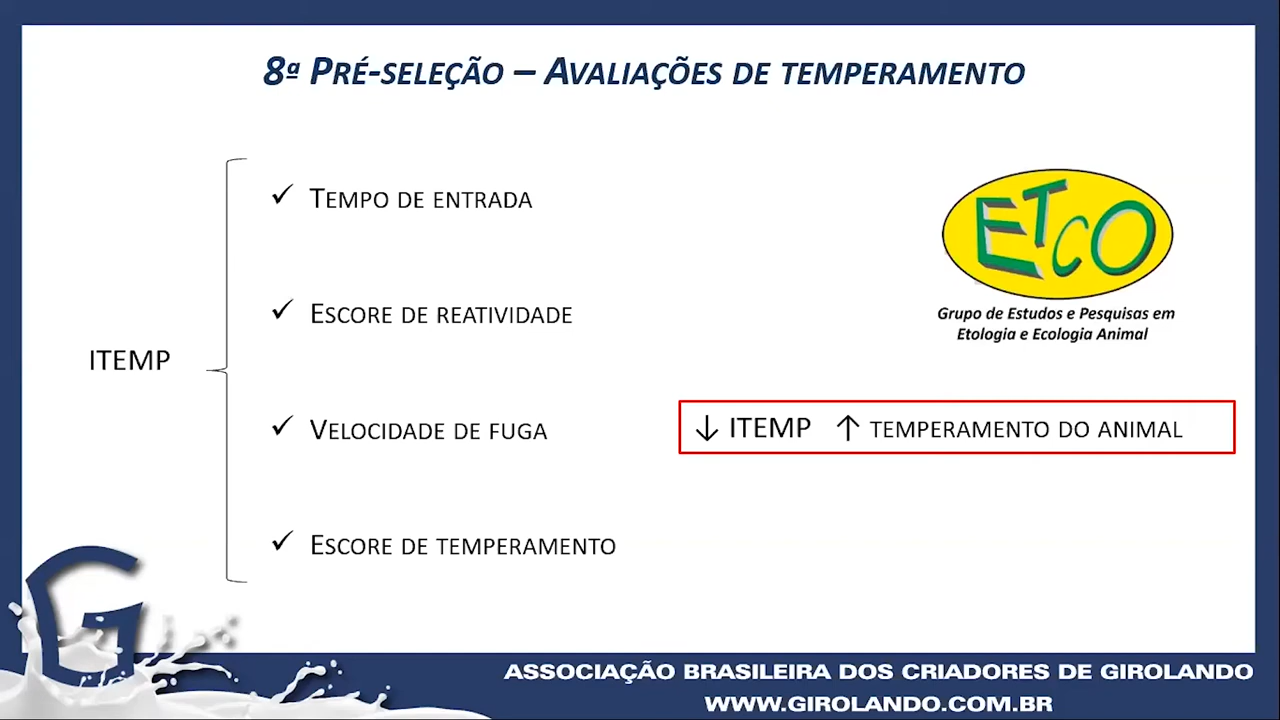 8ª PRÉ-SELEÇÃO – AVALIAÇÕES DE TEMPERAMENTO
✓ TEMPO DE ENTRADA
ETCO
✓ ESCORE DE REATIVIDADE
Grupo de Estudos e Pesquisas em
Etologia e Ecologia Animal
ITEMP
✓ VELOCIDADE DE FUGA
↓ ITEMP ↑ TEMPERAMENTO DO ANIMAL
✓ ESCORE DE TEMPERAMENTO
G
ASSOCIAÇÃO BRASILEIRA DOS CRIADORES DE GIROLANDO
WWW.GIROLANDO.COM.BR